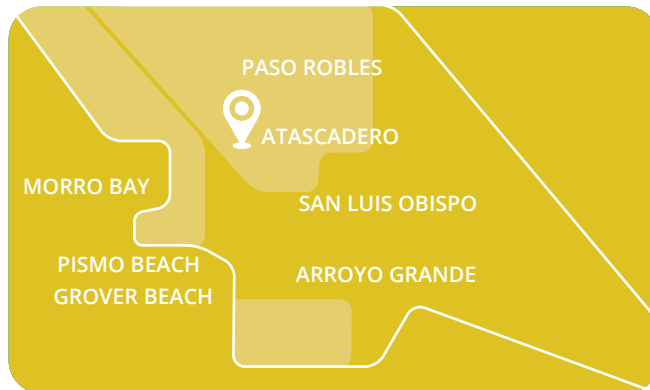 PASO ROBLES
ATASCADERO
MORRO BAY
SAN LUIS OBISPO
PISMO BEACH
ARROYO GRANDE
GROVER BEACH